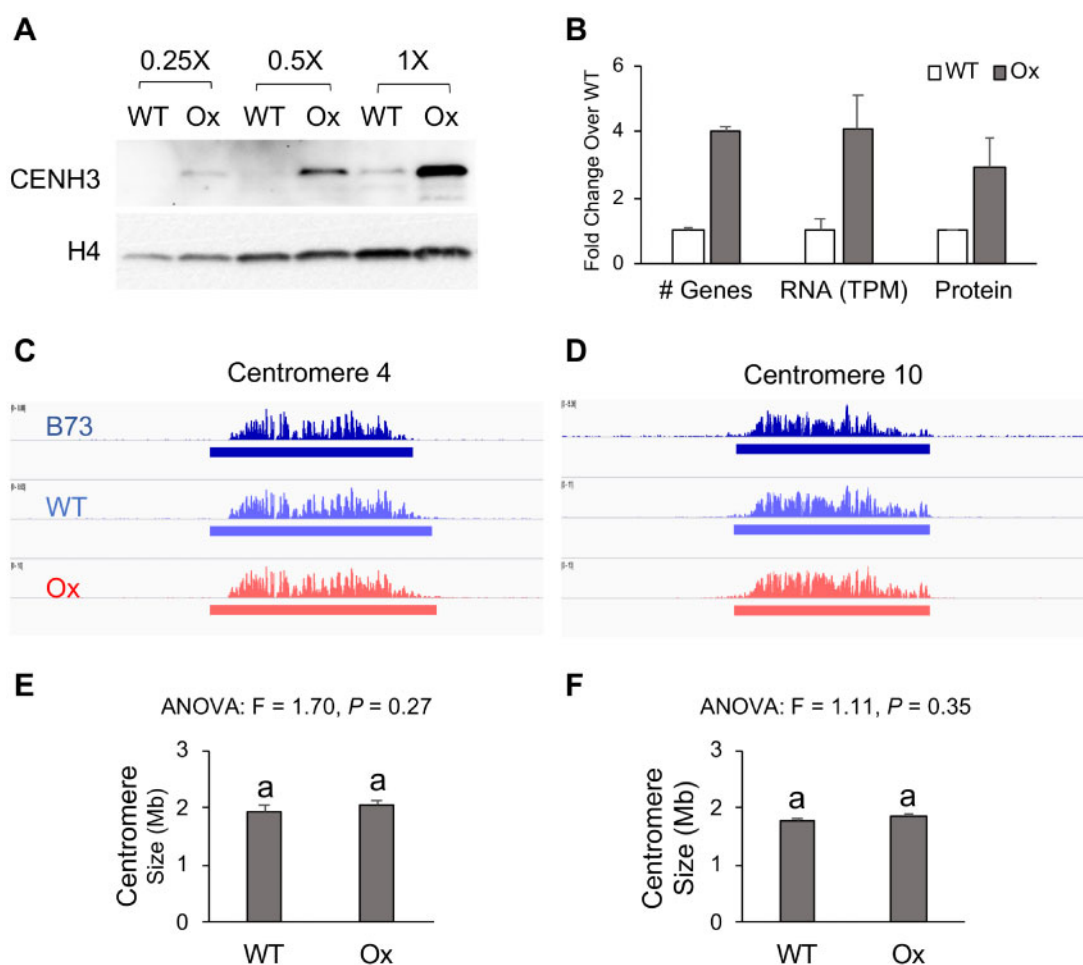 A
0.25X 0.5X 1X
WT Ox WT Ox WT Ox
CENH3
H4
B
WT Ox
Fold Change Over WT
6
4
2
0
# Genes RNA (TPM) Protein
C
Centromere 4
B73
WT
Ox
D
Centromere 10
E
ANOVA: F = 1.70, P = 0.27
Centromere
Size (Mb)
3
2
1
0
a a
WT Ox
F
ANOVA: F = 1.11, P = 0.35
Centromere
Size (Mb)
3
2
1
0
a a
WT Ox